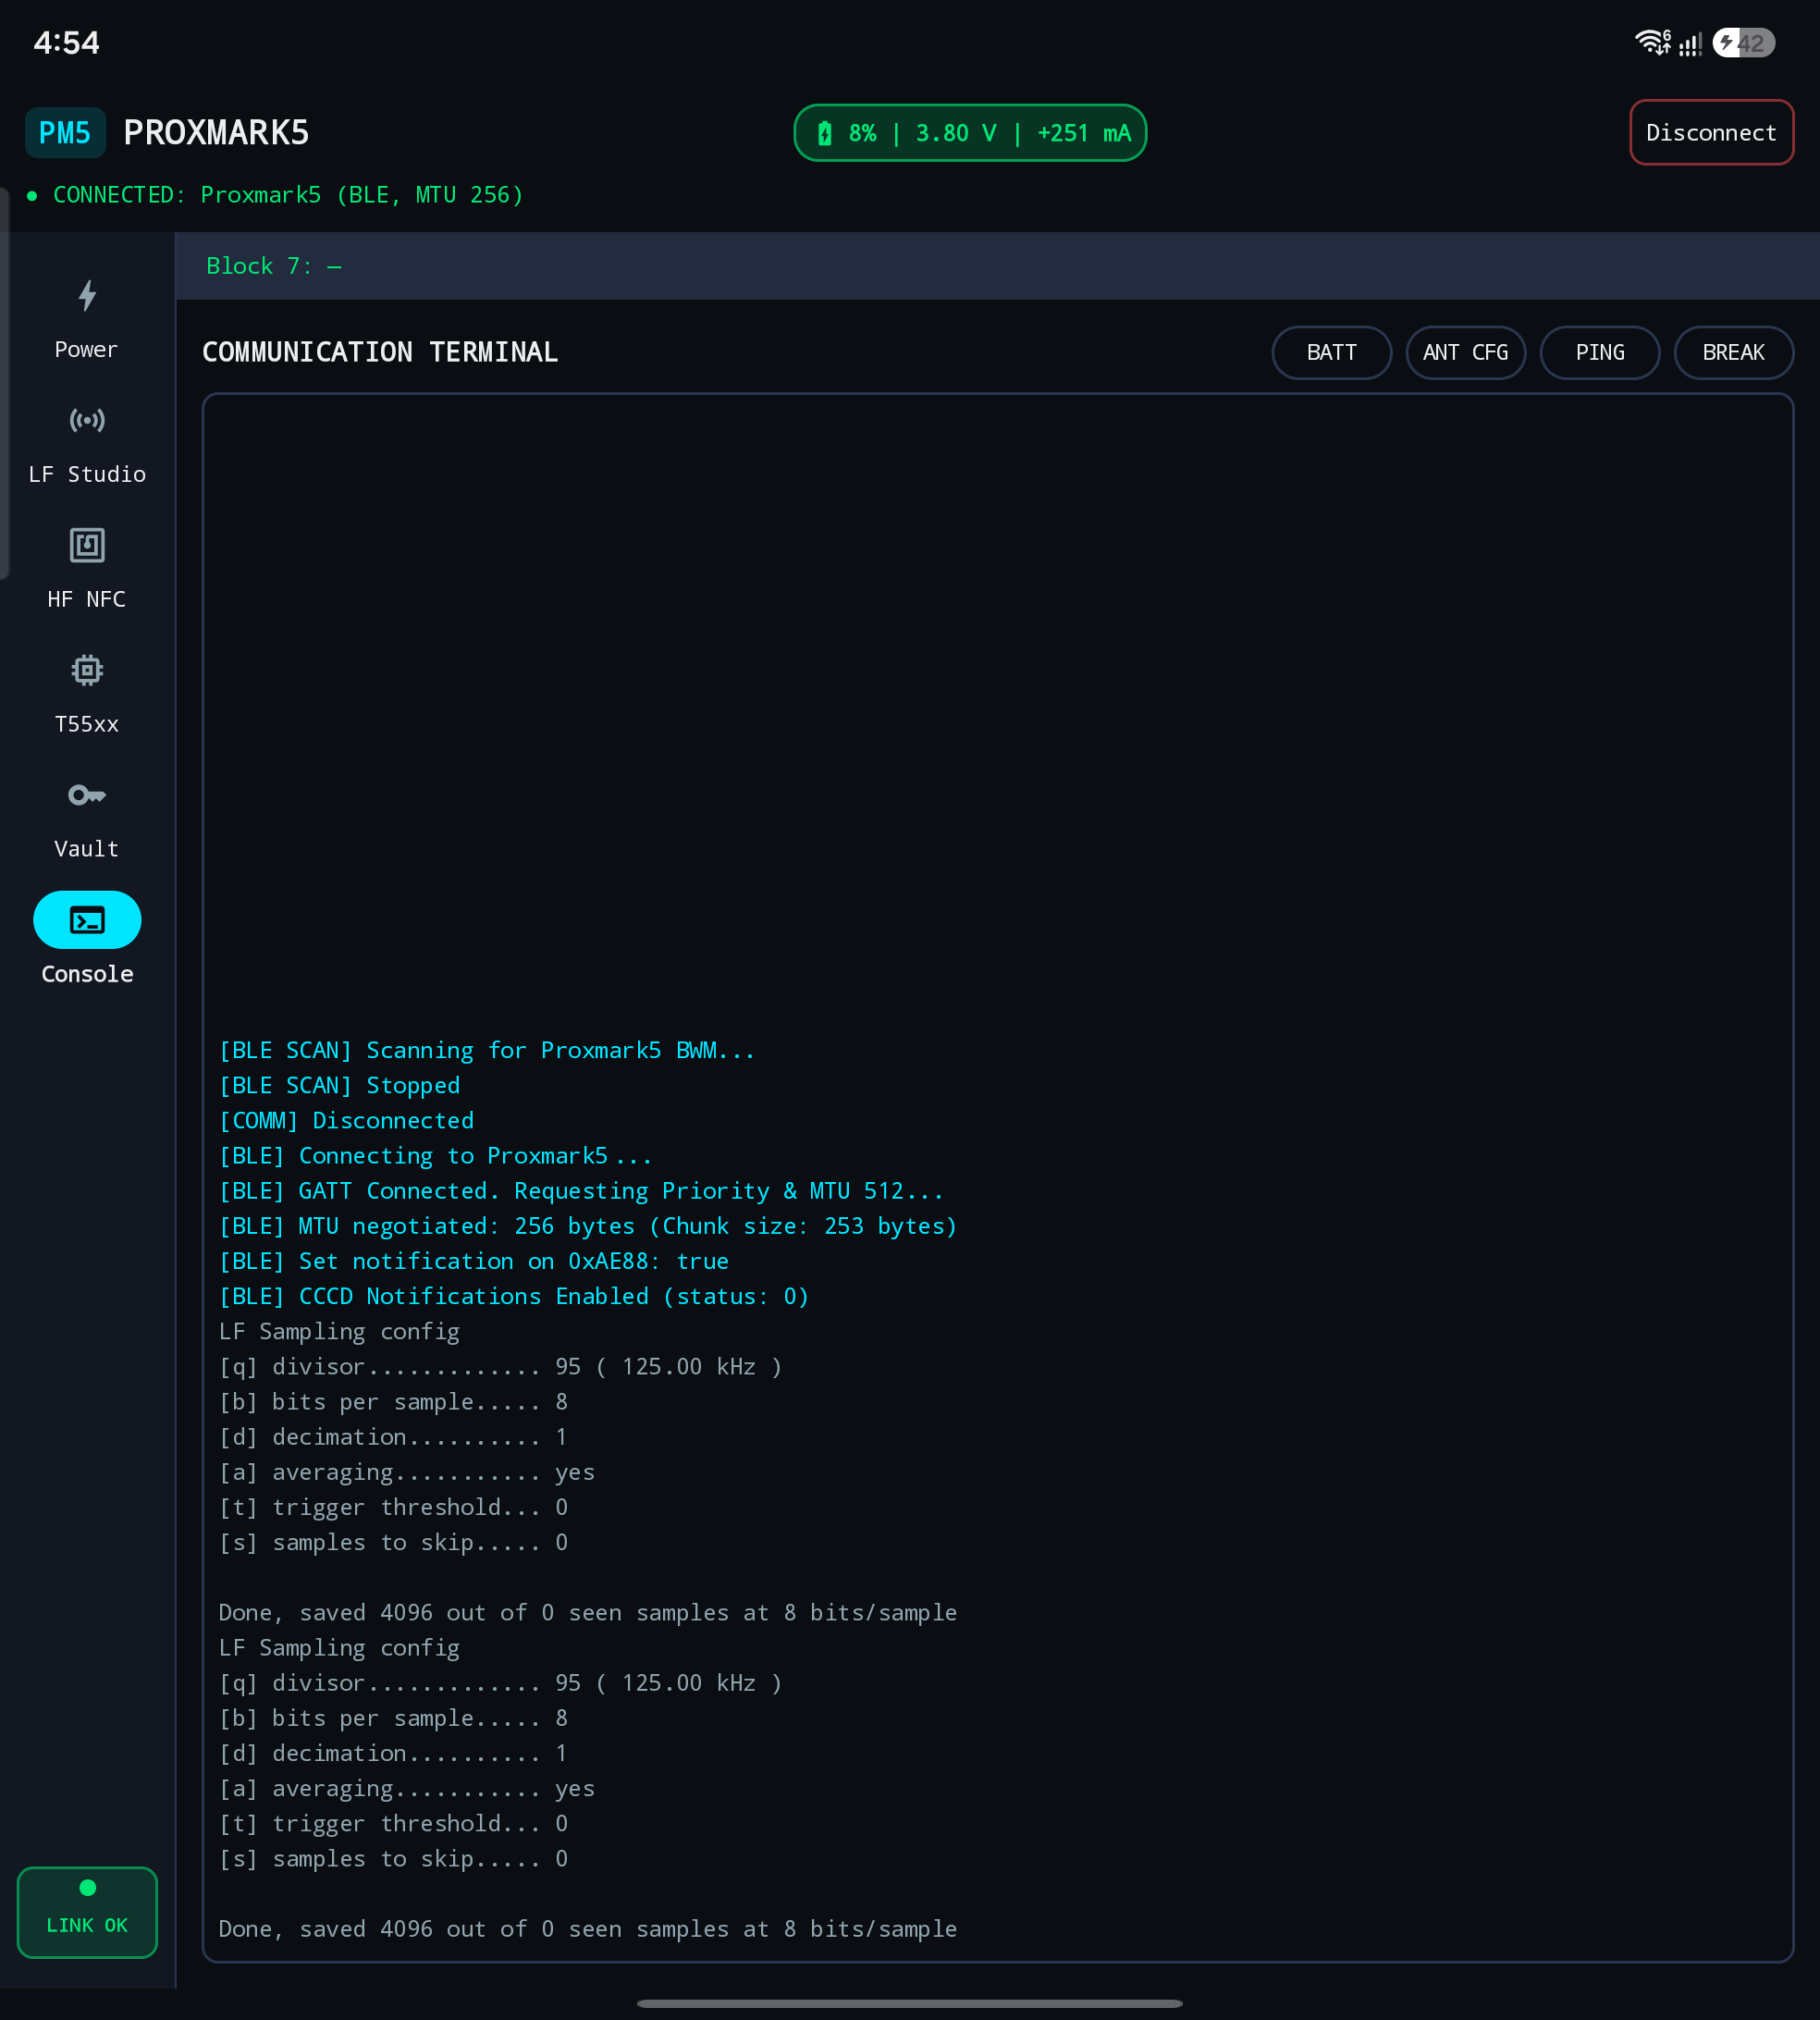 4:54
6
42
PM5 PROXMARK5
8% | 3.80 V | +251 mA
Disconnect
● CONNECTED: Proxmark5 (BLE, MTU 256)
Power
LF Studio
HF NFC
T55xx
Vault
Console
LINK OK
Block 7: —
COMMUNICATION TERMINAL
BATT
ANT CFG
PING
BREAK
[BLE SCAN] Scanning for Proxmark5 BWM...
[BLE SCAN] Stopped
[COMM] Disconnected
[BLE] Connecting to Proxmark5...
[BLE] GATT Connected. Requesting Priority & MTU 512...
[BLE] MTU negotiated: 256 bytes (Chunk size: 253 bytes)
[BLE] Set notification on 0xAE88: true
[BLE] CCCD Notifications Enabled (status: 0)
LF Sampling config
[q] divisor............. 95 ( 125.00 kHz )
[b] bits per sample..... 8
[d] decimation.......... 1
[a] averaging........... yes
[t] trigger threshold... 0
[s] samples to skip..... 0
Done, saved 4096 out of 0 seen samples at 8 bits/sample
LF Sampling config
[q] divisor............. 95 ( 125.00 kHz )
[b] bits per sample..... 8
[d] decimation.......... 1
[a] averaging........... yes
[t] trigger threshold... 0
[s] samples to skip..... 0
Done, saved 4096 out of 0 seen samples at 8 bits/sample